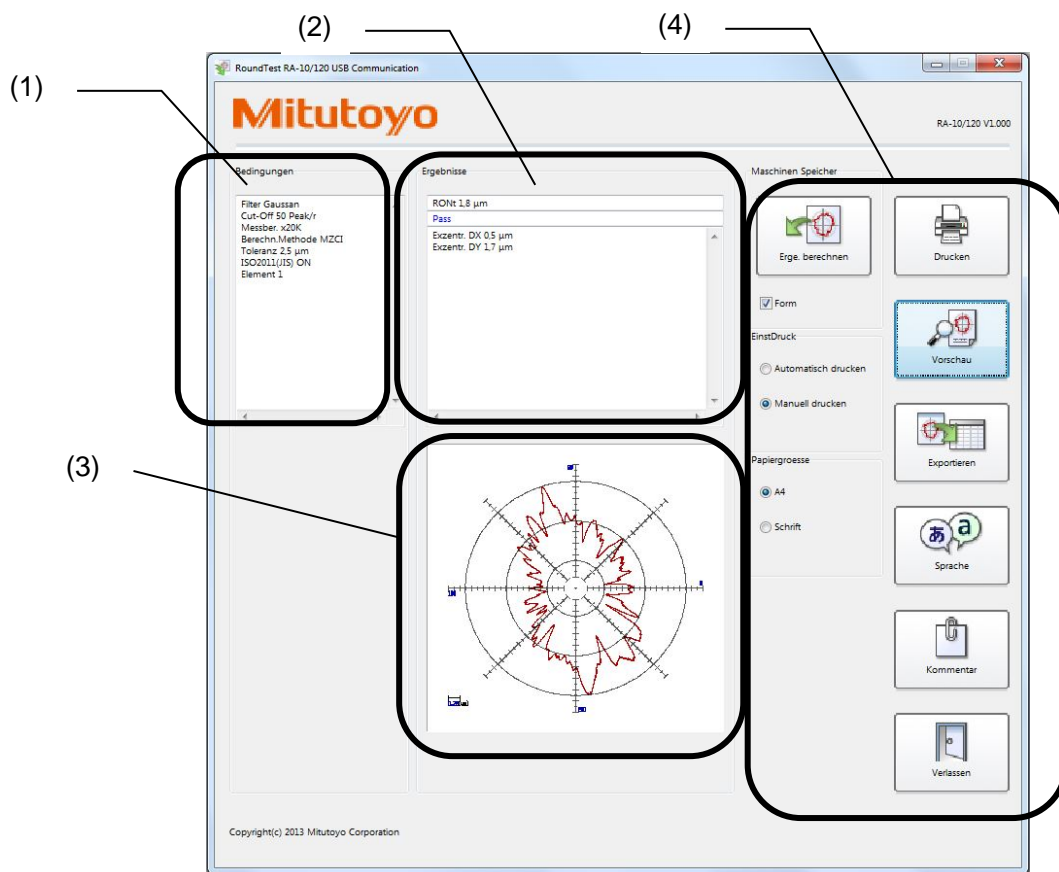 (2)
(4)
(1)
(3)
RoundTest RA-10/120 USB Communication
Mitutoyo
RA-10/120 V1.000
Bedingungen
Filter Gaussan
Cut-Off 50 Peak/r
Messber. x20K
Berechn.Methode MZCI
Toleranz 2,5 µm
ISO2011(JIS) ON
Element 1
Ergebnisse
RONt 1,8 µm
Pass
Exzentr. DX 0,5 µm
Exzentr. DY 1,7 µm
Maschinen Speicher
Erge. berechnen
Form
EinstDruck
Automatisch drucken
Manuell drucken
Papiergroesse
A4
Schrift
Drucken
Vorschau
Exportieren
あ a
Sprache
Kommentar
Verlassen
Copyright(c) 2013 Mitutoyo Corporation